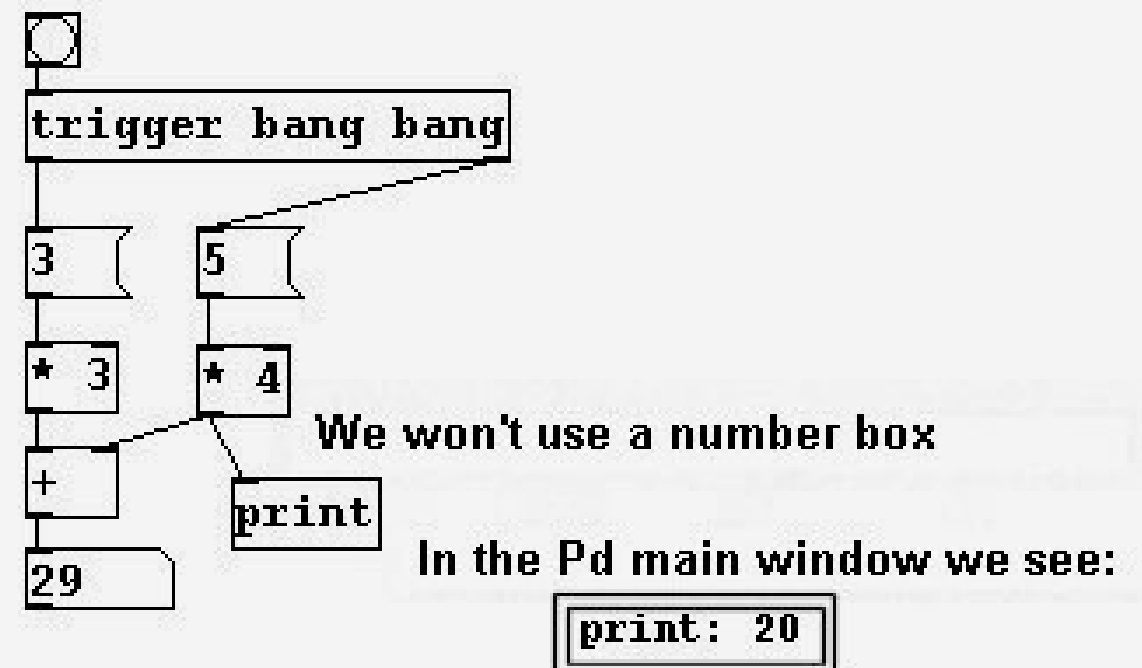 trigger bang bang
3
5
* 3
* 4
We won't use a number box
+
print
In the Pd main window we see:
29
print: 20